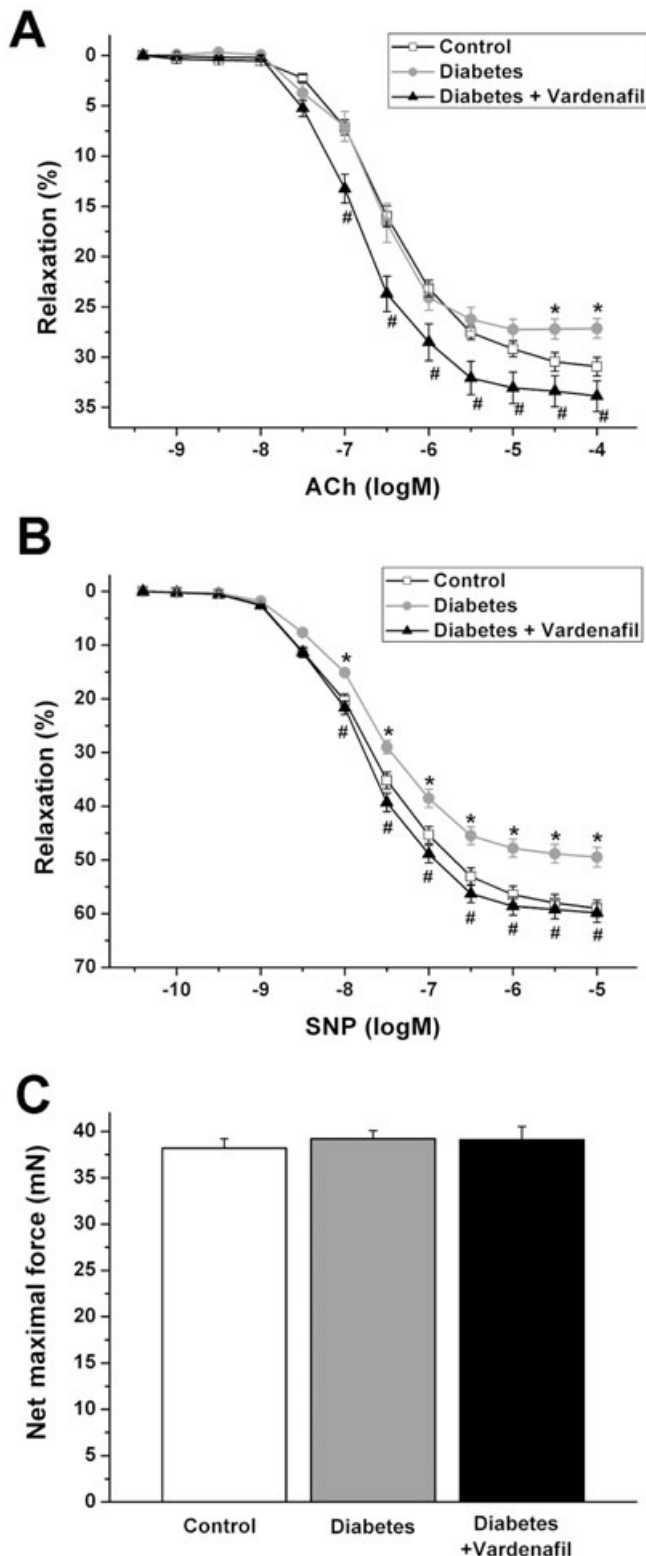 A
Control
Diabetes
Diabetes + Vardenafil
Relaxation (%)
0
5
10
15
20
25
30
35
# # # # # # #
* *
-9 -8 -7 -6 -5 -4
ACh (logM)
B
Control
Diabetes
Diabetes + Vardenafil
Relaxation (%)
0
10
20
30
40
50
60
70
* * * * * * *
# # # # # # #
-10 -9 -8 -7 -6 -5
SNP (logM)
C
Net maximal force (mN)
40
35
30
25
20
15
10
5
0
Control Diabetes Diabetes
+Vardenafil